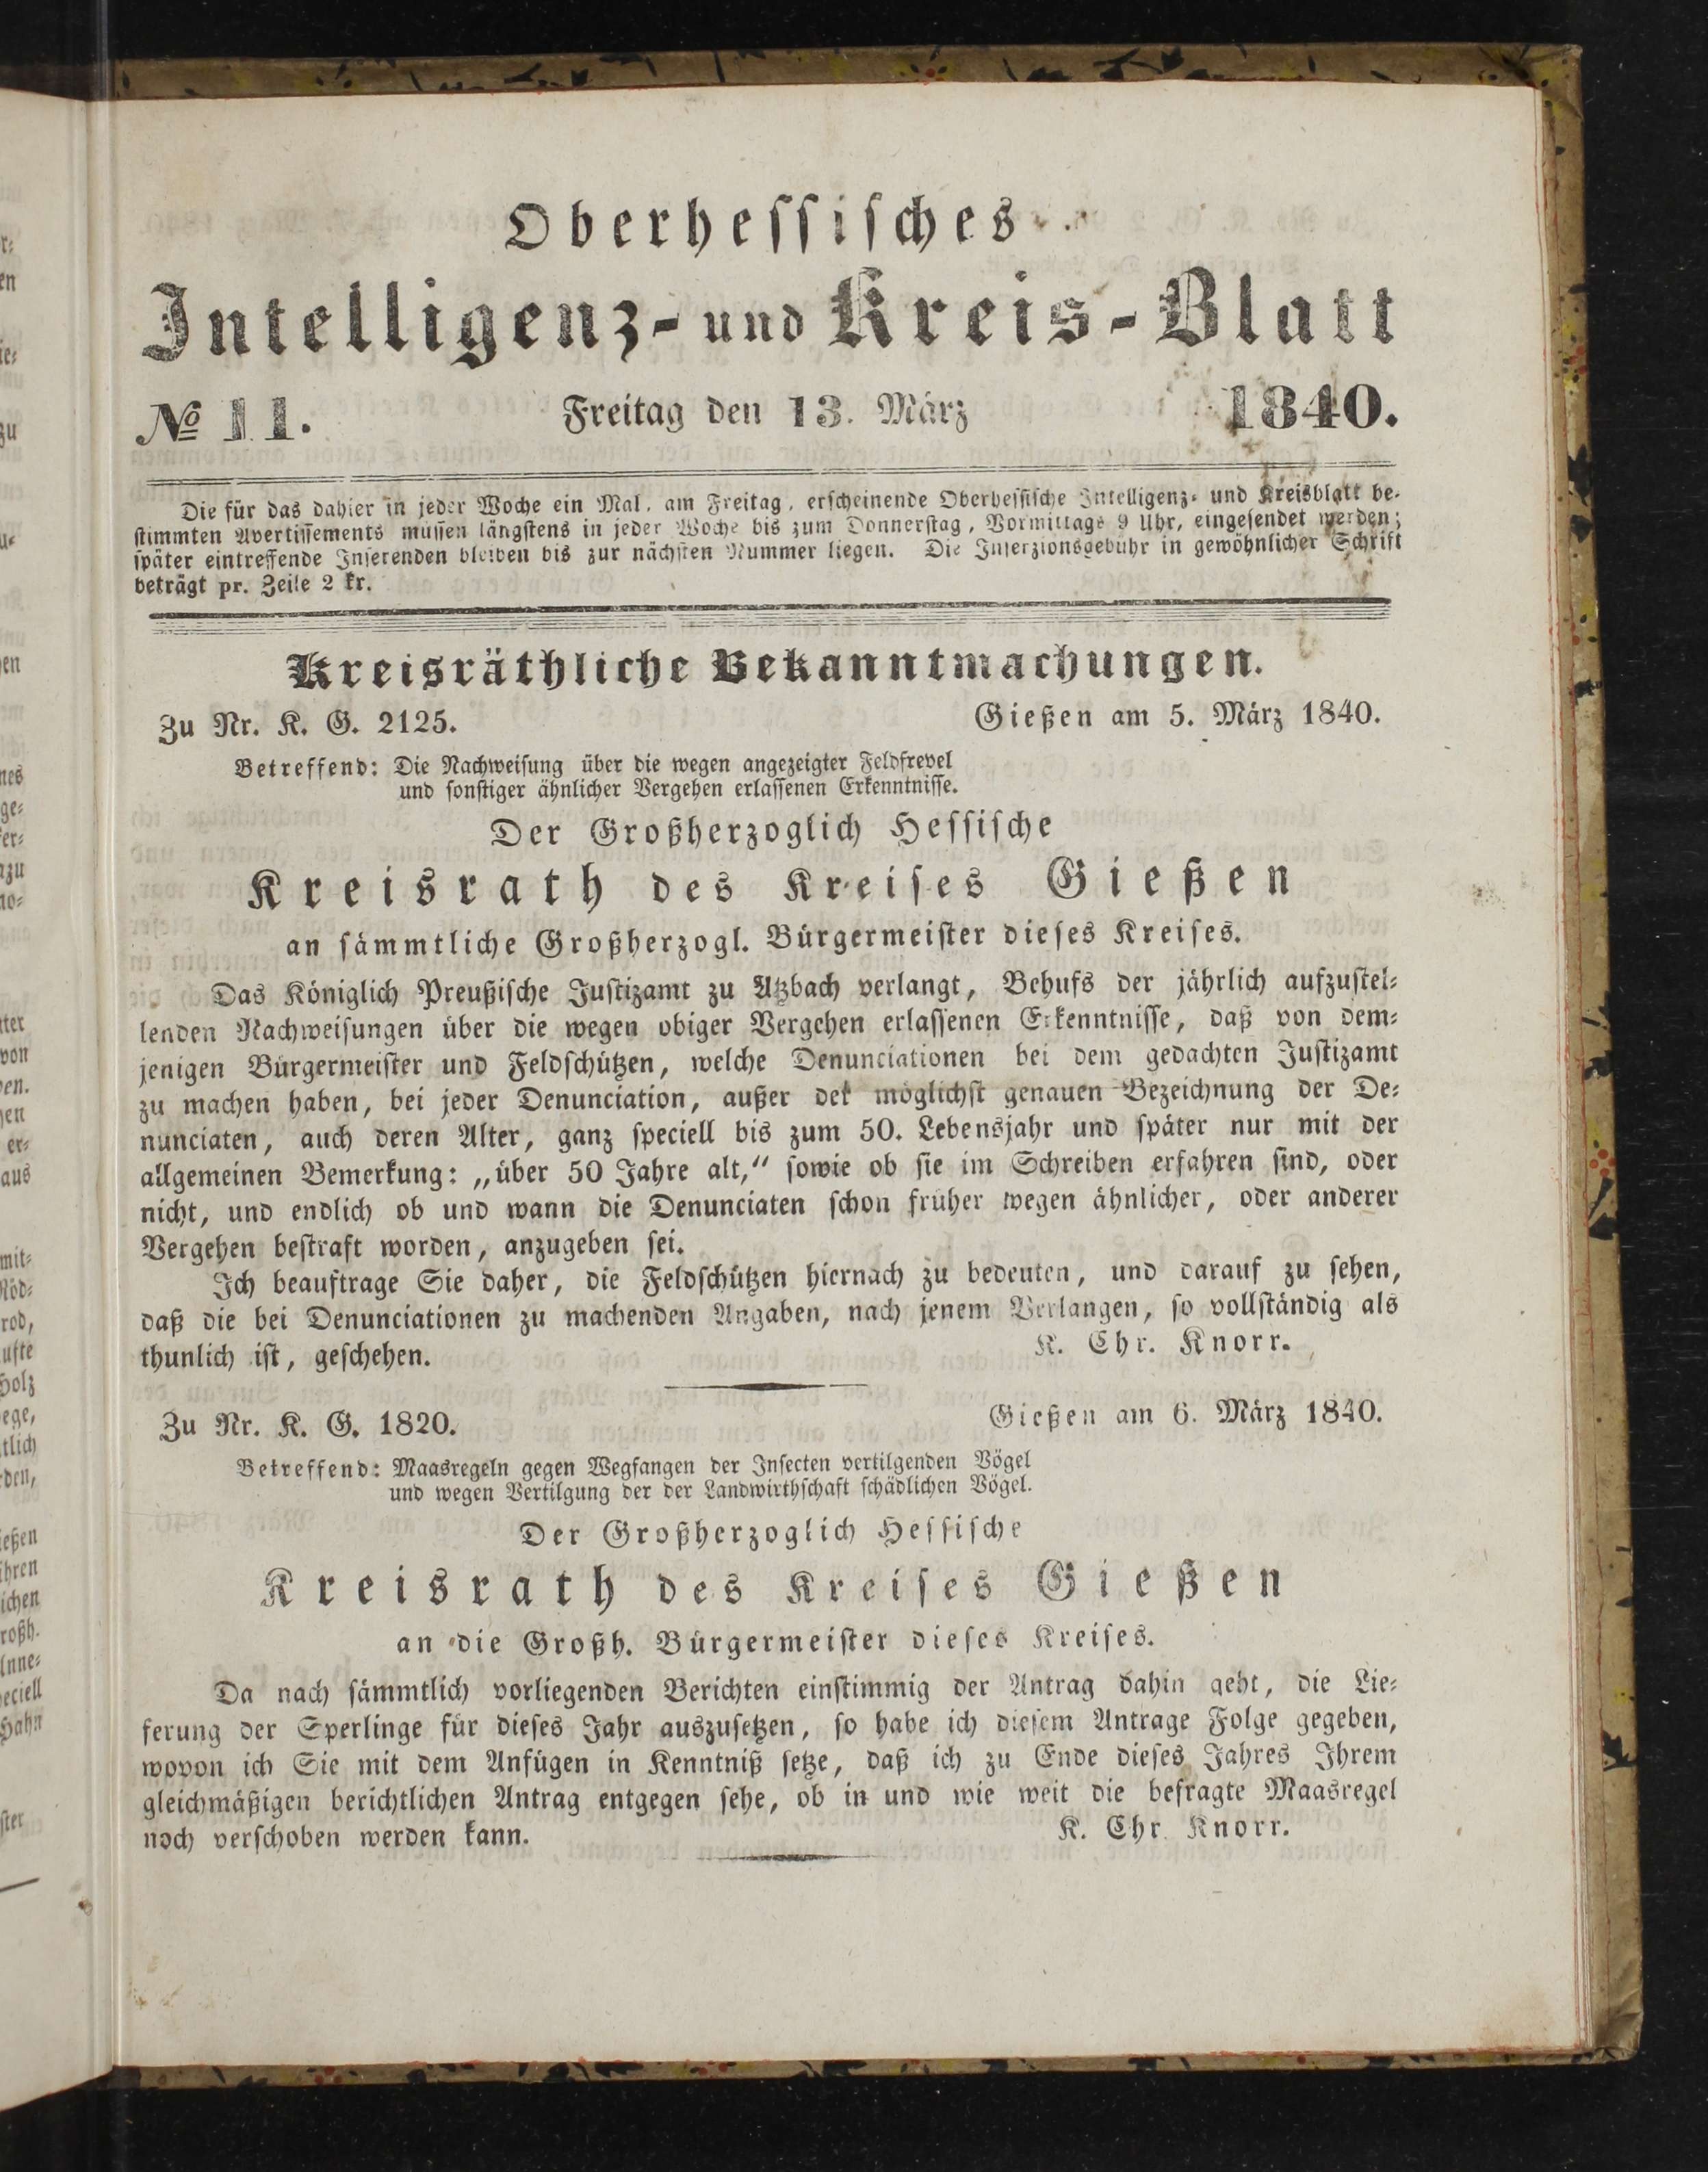 Oberhessisches
Intelligenz- und Kreis-Blatt
№ 11. Freitag den 13. März 1840.
Die für das dahier in jeder Woche ein Mal, am Freitag, erscheinende Oberhessische Intelligenz- und Kreisblatt be-
stimmten Avertissements müssen längstens in jeder Woche bis zum Donnerstag, Vormittags 9 Uhr, eingesendet werden;
später eintreffende Inserenden bleiben bis zur nächsten Nummer liegen. Die Inserzionsgebühr in gewöhnlicher Schrift
beträgt pr. Zeile 2 kr.
Kreisräthliche Bekanntmachungen.
Zu Nr. K. G. 2125. Gießen am 5. März 1840.
Betreffend: Die Nachweisung über die wegen angezeigter Feldfrevel
und sonstiger ähnlicher Vergehen erlassenen Erkenntnisse.
Der Großherzoglich Hessische
Kreisrath des Kreises Gießen
an sämmtliche Großherzogl. Bürgermeister dieses Kreises.
Das Königlich Preußische Justizamt zu Atzbach verlangt, Behufs der jährlich aufzustel-
lenden Nachweisungen über die wegen obiger Vergehen erlassenen Erkenntnisse, daß von dem-
jenigen Bürgermeister und Feldschützen, welche Denunciationen bei dem gedachten Justizamt
zu machen haben, bei jeder Denunciation, außer der möglichst genauen Bezeichnung der De-
nunciaten, auch deren Alter, ganz speciell bis zum 50. Lebensjahr und später nur mit der
allgemeinen Bemerkung: „über 50 Jahre alt,“ sowie ob sie im Schreiben erfahren sind, oder
nicht, und endlich ob und wann die Denunciaten schon früher wegen ähnlicher, oder anderer
Vergehen bestraft worden, anzugeben sei.
Ich beauftrage Sie daher, die Feldschützen hiernach zu bedeuten, und darauf zu sehen,
daß die bei Denunciationen zu machenden Angaben, nach jenem Verlangen, so vollständig als
thunlich ist, geschehen. K. Chr. Knorr.
Zu Nr. K. G. 1820. Gießen am 6. März 1840.
Betreffend: Maasregeln gegen Wegfangen der Insecten vertilgenden Vögel
und wegen Vertilgung der der Landwirthschaft schädlichen Vögel.
Der Großherzoglich Hessische
Kreisrath des Kreises Gießen
an die Großh. Bürgermeister dieses Kreises.
Da nach sämmtlich vorliegenden Berichten einstimmig der Antrag dahin geht, die Lie-
ferung der Sperlinge für dieses Jahr auszusetzen, so habe ich diesem Antrage Folge gegeben,
wovon ich Sie mit dem Anfügen in Kenntniß setze, daß ich zu Ende dieses Jahres Ihrem
gleichmäßigen berichtlichen Antrag entgegen sehe, ob in und wie weit die befragte Maasregel
noch verschoben werden kann. K. Chr. Knorr.